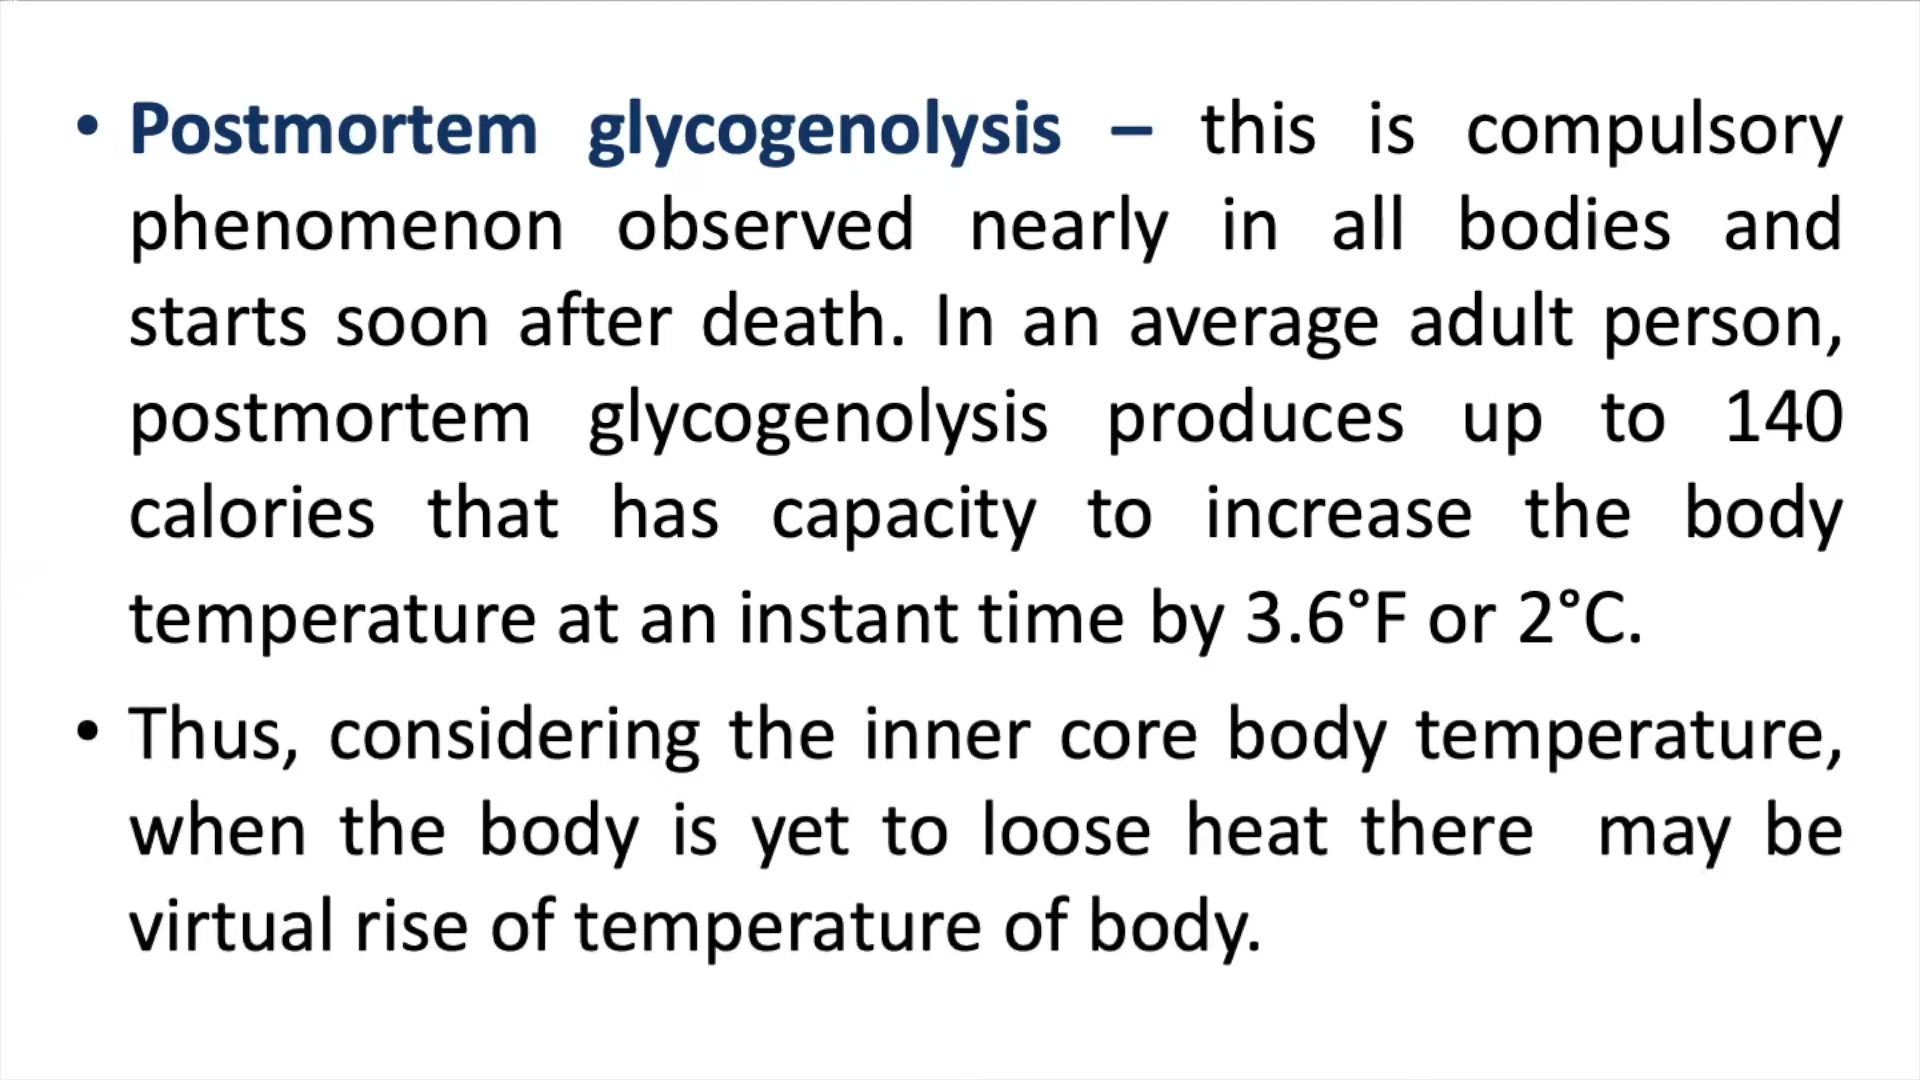 • Postmortem glycogenolysis – this is compulsory
phenomenon observed nearly in all bodies and
starts soon after death. In an average adult person,
postmortem glycogenolysis produces up to 140
calories that has capacity to increase the body
temperature at an instant time by 3.6°F or 2°C.
• Thus, considering the inner core body temperature,
when the body is yet to loose heat there may be
virtual rise of temperature of body.